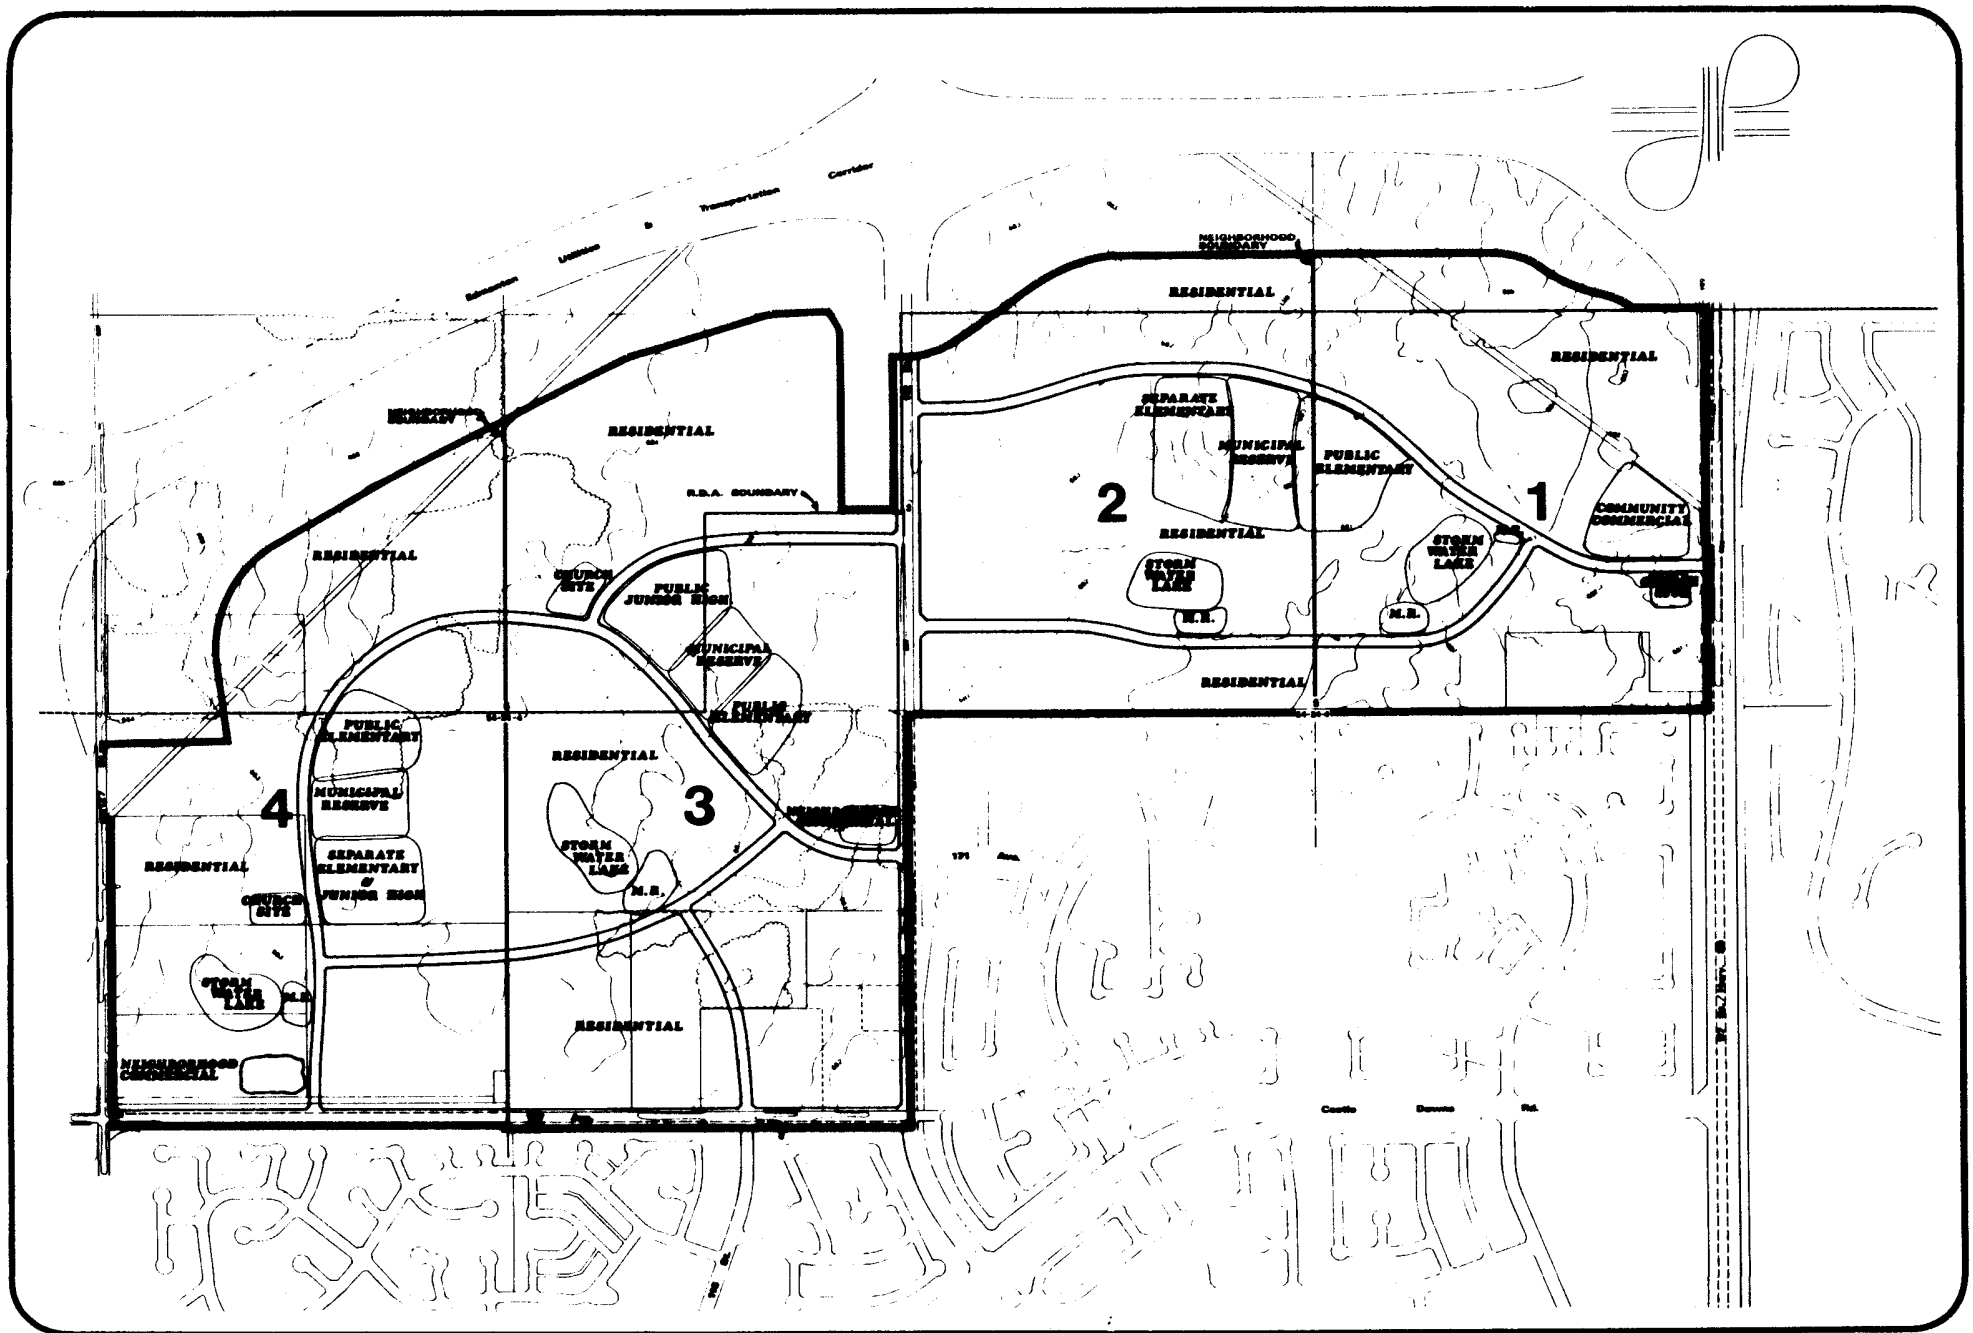 Edmonton Utilities & Transportation Corridor
NEIGHBORHOOD
BOUNDARY
RESIDENTIAL
RESIDENTIAL
SEPARATE
ELEMENTARY
MUNICIPAL
RESERVE
PUBLIC
ELEMENTARY
2
1
COMMUNITY
COMMERCIAL
RESIDENTIAL
STORM
WATER
LAKE
STORM
WATER
LAKE
M.R.
M.R.
RESIDENTIAL
NEIGHBORHOOD
BOUNDARY
RESIDENTIAL
R.D.A. BOUNDARY
RESIDENTIAL
CHURCH
SITE
PUBLIC
JUNIOR HIGH
MUNICIPAL
RESERVE
PUBLIC
ELEMENTARY
PUBLIC
ELEMENTARY
RESIDENTIAL
4
MUNICIPAL
RESERVE
3
SEPARATE
ELEMENTARY
&
JUNIOR HIGH
RESIDENTIAL
STORM
WATER
LAKE
M.R.
CHURCH
SITE
STORM
WATER
LAKE
M.R.
RESIDENTIAL
NEIGHBORHOOD
COMMERCIAL
171 Ave.
Castle Downs Rd.